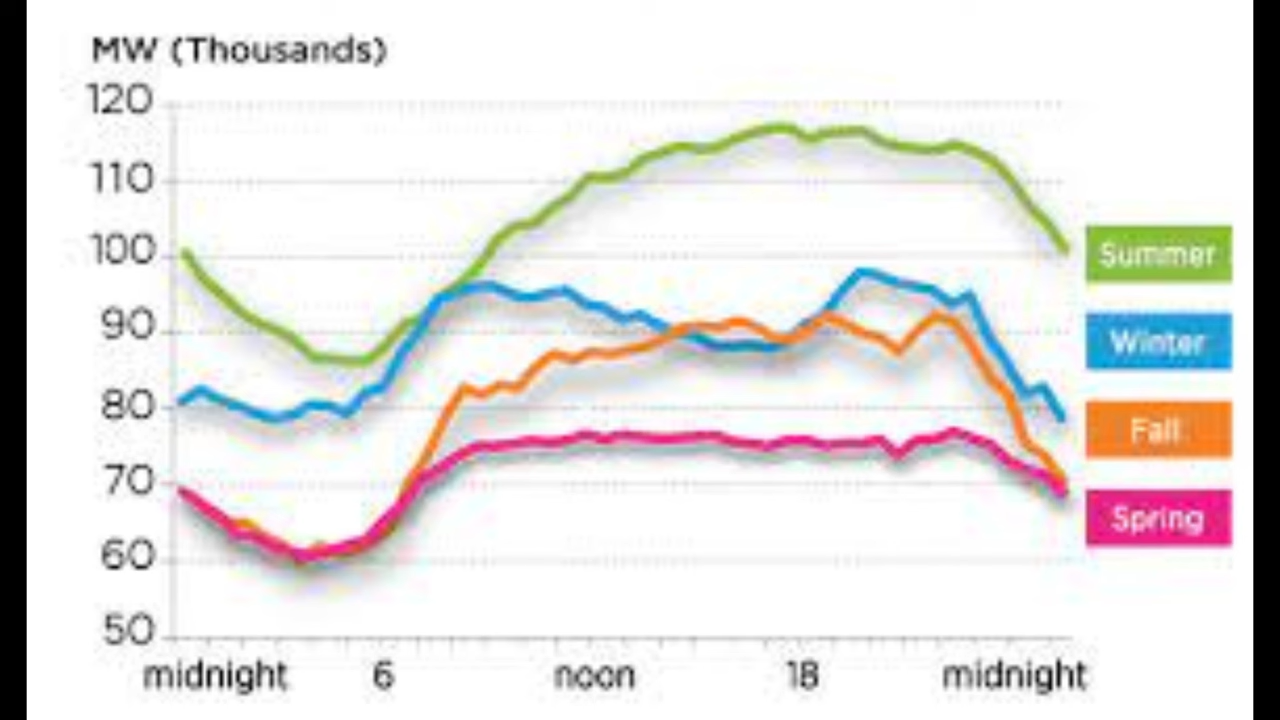 MW (Thousands)
120
110
100
90
80
70
60
50
midnight 6 noon 18 midnight
Summer
Winter
Fall
Spring